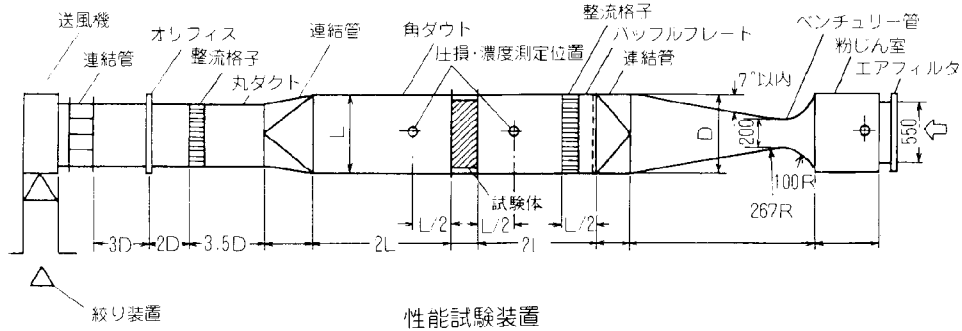 送風機
連結管
オリフィス
整流格子
丸ダクト
連結管
角ダウト
圧損・濃度測定位置
整流格子
バッフルフレート
連結管
ベンチュリー管
粉じん室
エアフィルタ
7°以内
L
D
200
550
100R
267R
試験体
L/2
L/2
L/2
3D
2D
3.5D
2L
2L
絞り装置
性能試験装置